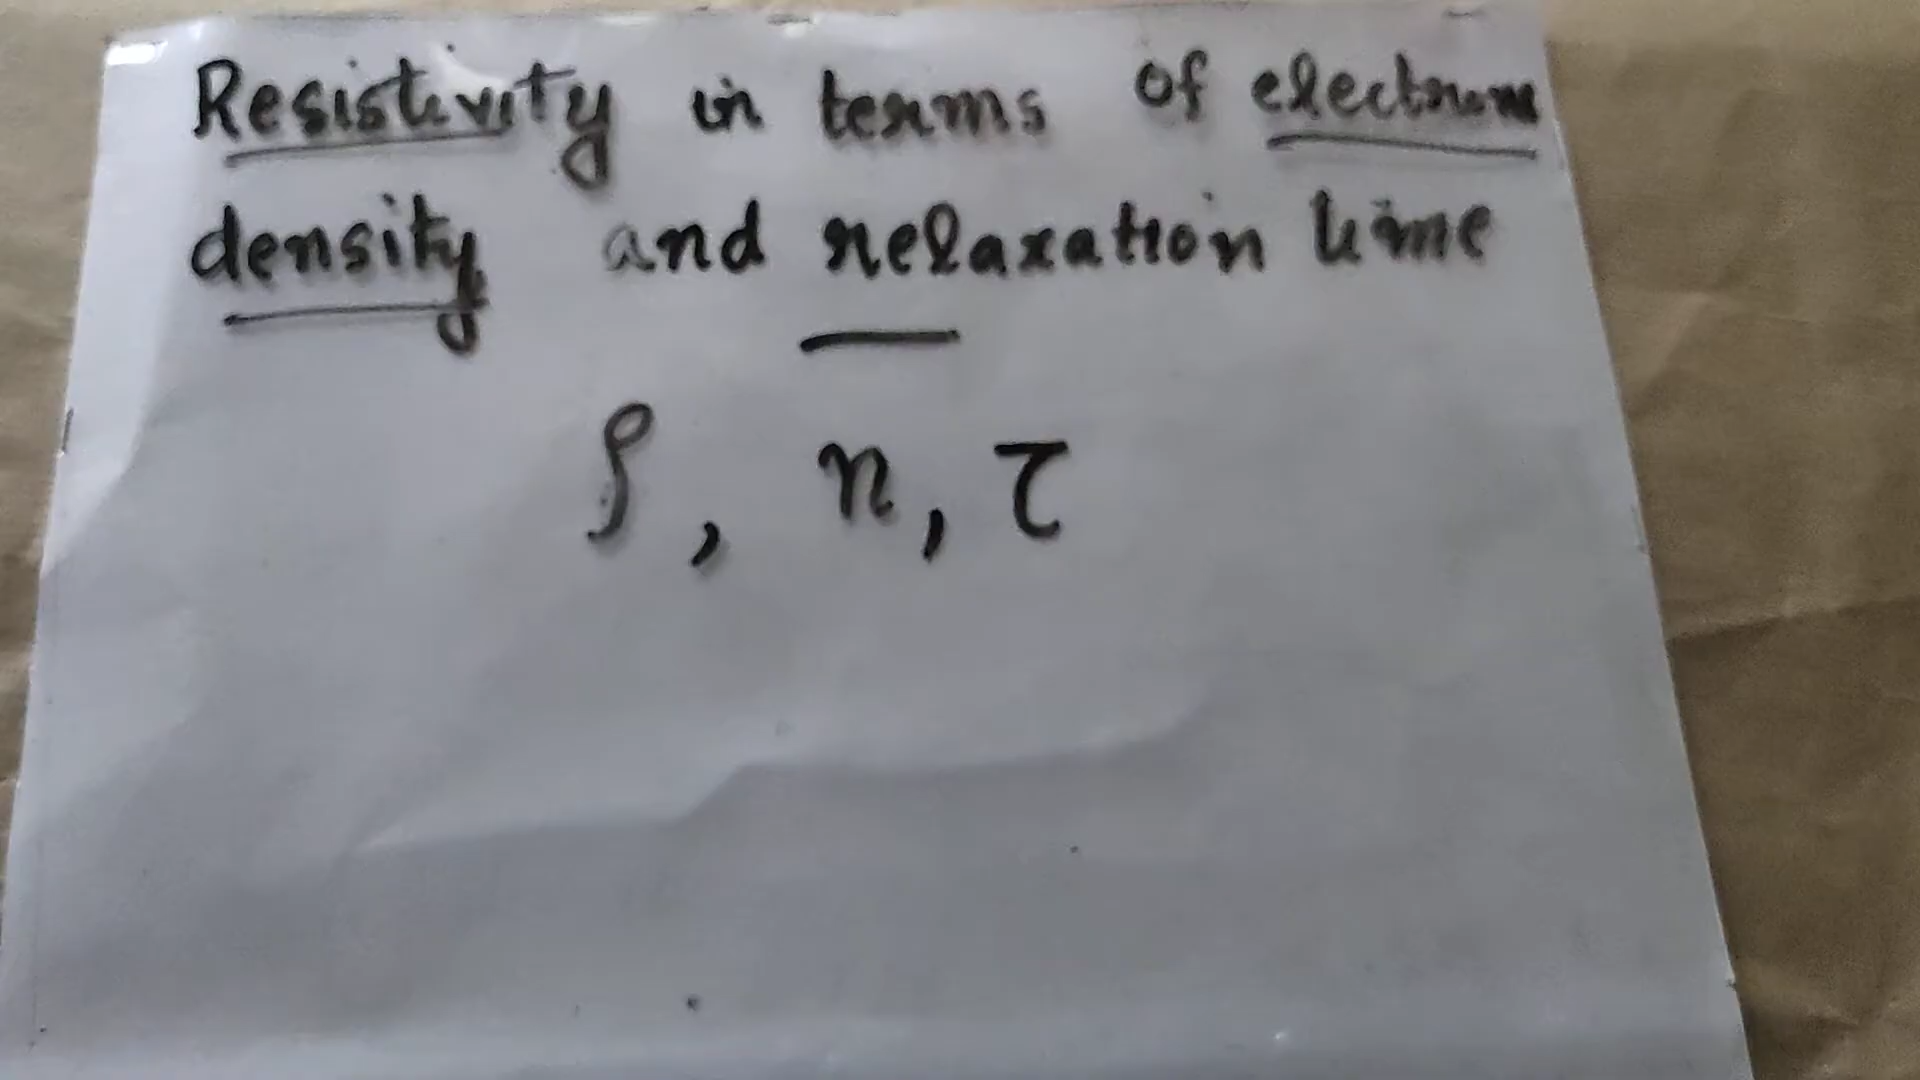 Resistivity in terms of electron
density and relaxation time
ρ, n, τ